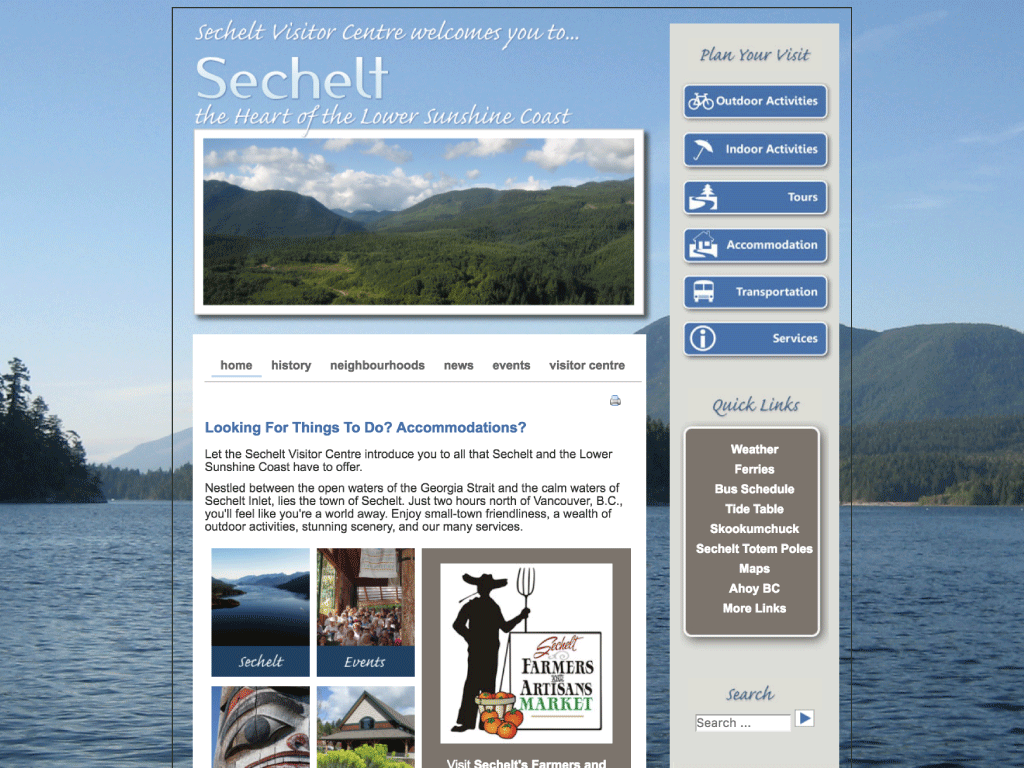 Sechelt Visitor Centre welcomes you to...
Sechelt
the Heart of the Lower Sunshine Coast
Plan Your Visit
Outdoor Activities
Indoor Activities
Tours
Accommodation
Transportation
Services
home history neighbourhoods news events visitor centre
Looking For Things To Do? Accommodations?
Let the Sechelt Visitor Centre introduce you to all that Sechelt and the Lower
Sunshine Coast have to offer.
Nestled between the open waters of the Georgia Strait and the calm waters of
Sechelt Inlet, lies the town of Sechelt. Just two hours north of Vancouver, B.C.,
you'll feel like you're a world away. Enjoy small-town friendliness, a wealth of
outdoor activities, stunning scenery, and our many services.
Sechelt
Events
Sechelt
FARMERS
AND
ARTISANS
MARKET
Visit Sechelt's Farmers and
Quick Links
Weather
Ferries
Bus Schedule
Tide Table
Skookumchuck
Sechelt Totem Poles
Maps
Ahoy BC
More Links
Search
Search ...